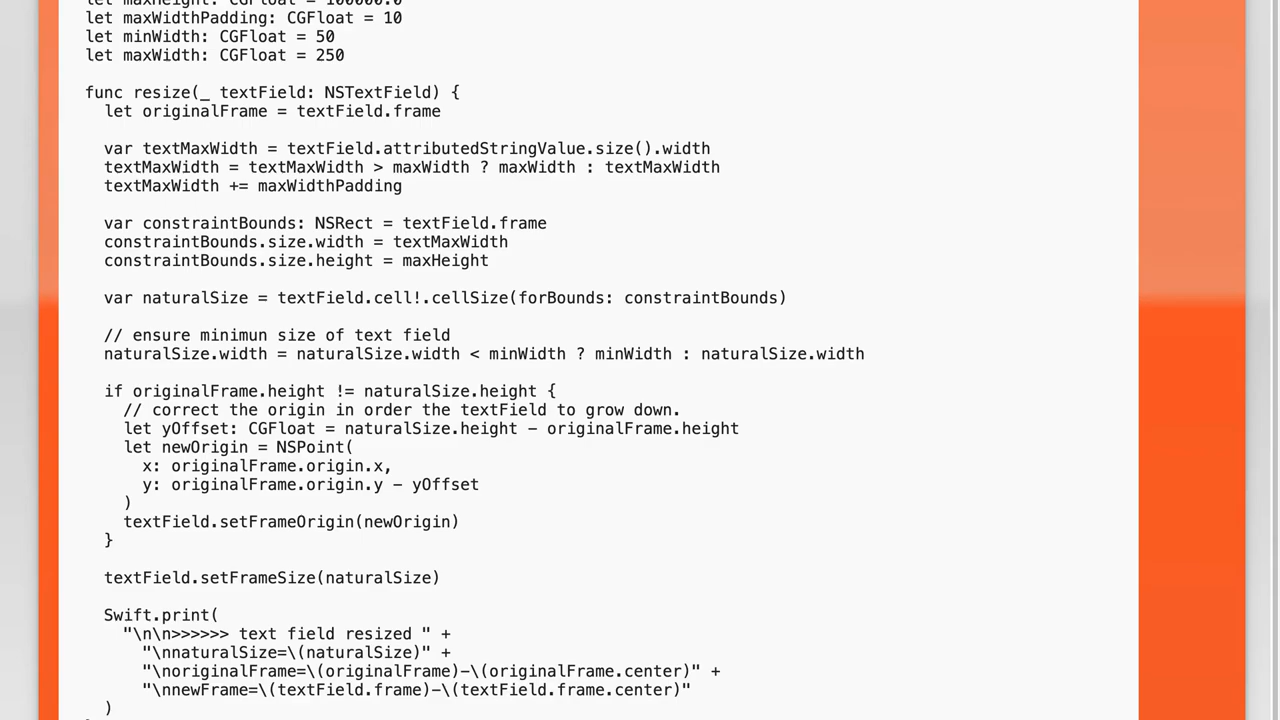 let maxHeight: CGFloat = 100000.0
let maxWidthPadding: CGFloat = 10
let minWidth: CGFloat = 50
let maxWidth: CGFloat = 250

func resize(_ textField: NSTextField) {
  let originalFrame = textField.frame

  var textMaxWidth = textField.attributedStringValue.size().width
  textMaxWidth = textMaxWidth > maxWidth ? maxWidth : textMaxWidth
  textMaxWidth += maxWidthPadding

  var constraintBounds: NSRect = textField.frame
  constraintBounds.size.width = textMaxWidth
  constraintBounds.size.height = maxHeight

  var naturalSize = textField.cell!.cellSize(forBounds: constraintBounds)

  // ensure minimun size of text field
  naturalSize.width = naturalSize.width < minWidth ? minWidth : naturalSize.width

  if originalFrame.height != naturalSize.height {
    // correct the origin in order the textField to grow down.
    let yOffset: CGFloat = naturalSize.height - originalFrame.height
    let newOrigin = NSPoint(
      x: originalFrame.origin.x,
      y: originalFrame.origin.y - yOffset
    )
    textField.setFrameOrigin(newOrigin)
  }

  textField.setFrameSize(naturalSize)

  Swift.print(
    "\n\n>>>>>> text field resized " +
      "\nnaturalSize=\(naturalSize)" +
      "\noriginalFrame=\(originalFrame)-\(originalFrame.center)" +
      "\nnewFrame=\(textField.frame)-\(textField.frame.center)"
  )